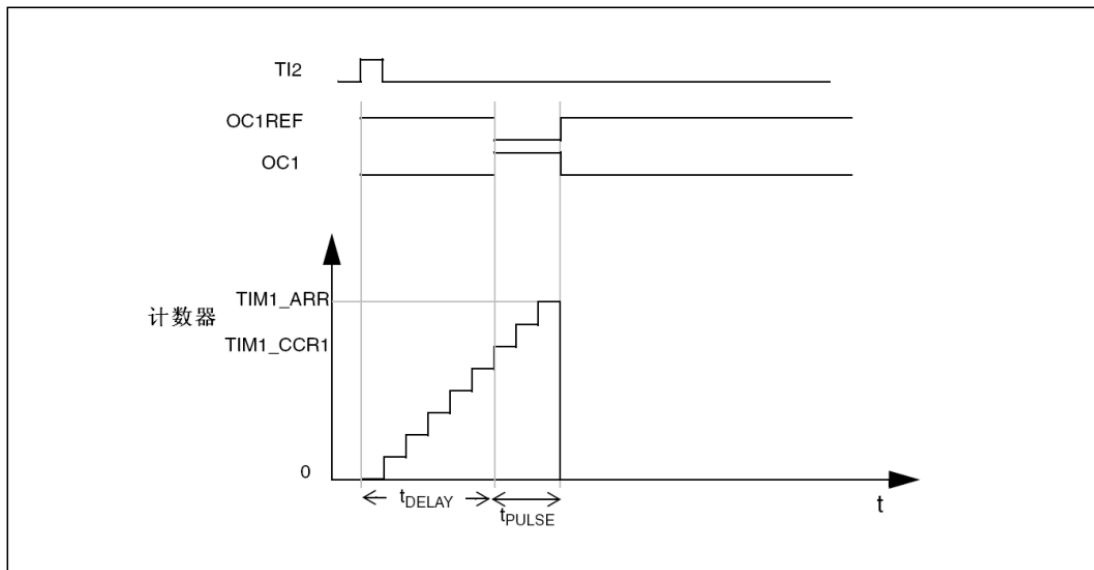 TI2
OC1REF
OC1
TIM1_ARR
计数器
TIM1_CCR1
0
tDELAY
tPULSE
t